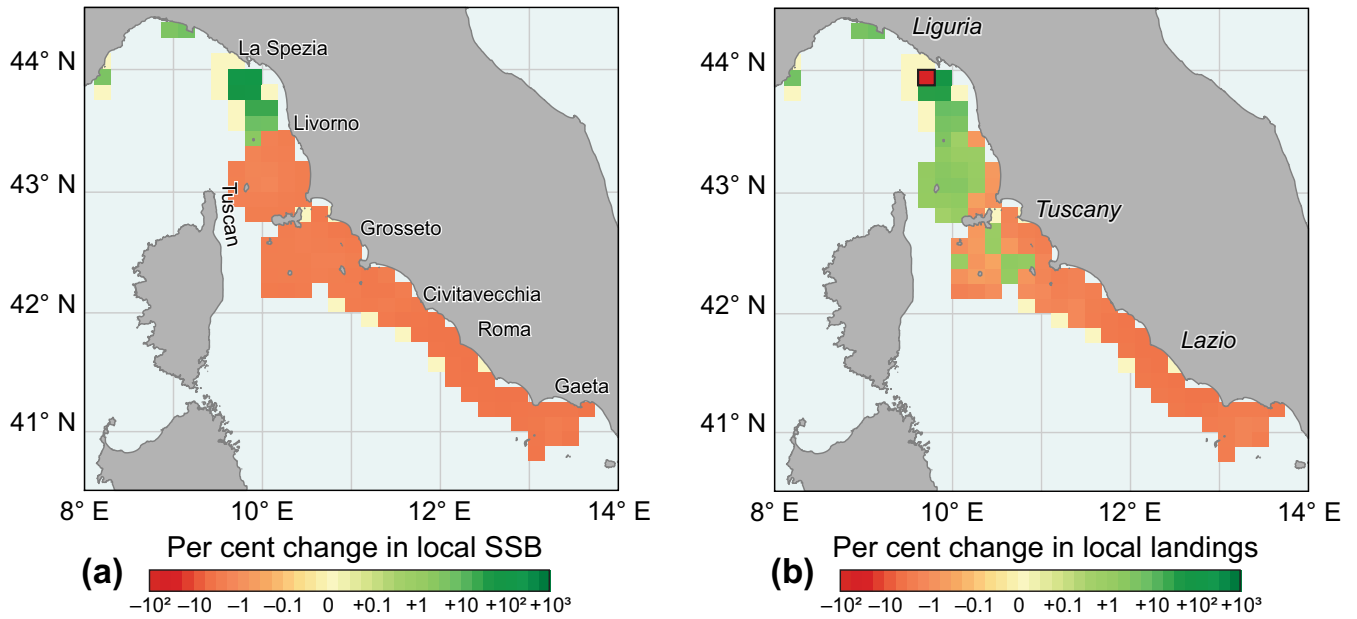 44° N
43° N
42° N
41° N
La Spezia
Livorno
Tuscan
Grosseto
Civitavecchia
Roma
Gaeta
8° E 10° E 12° E 14° E
Per cent change in local SSB
(a)
–10² –10 –1 –0.1 0 +0.1 +1 +10 +10² +10³
44° N
43° N
42° N
41° N
Liguria
Tuscany
Lazio
8° E 10° E 12° E 14° E
Per cent change in local landings
(b)
–10² –10 –1 –0.1 0 +0.1 +1 +10 +10² +10³